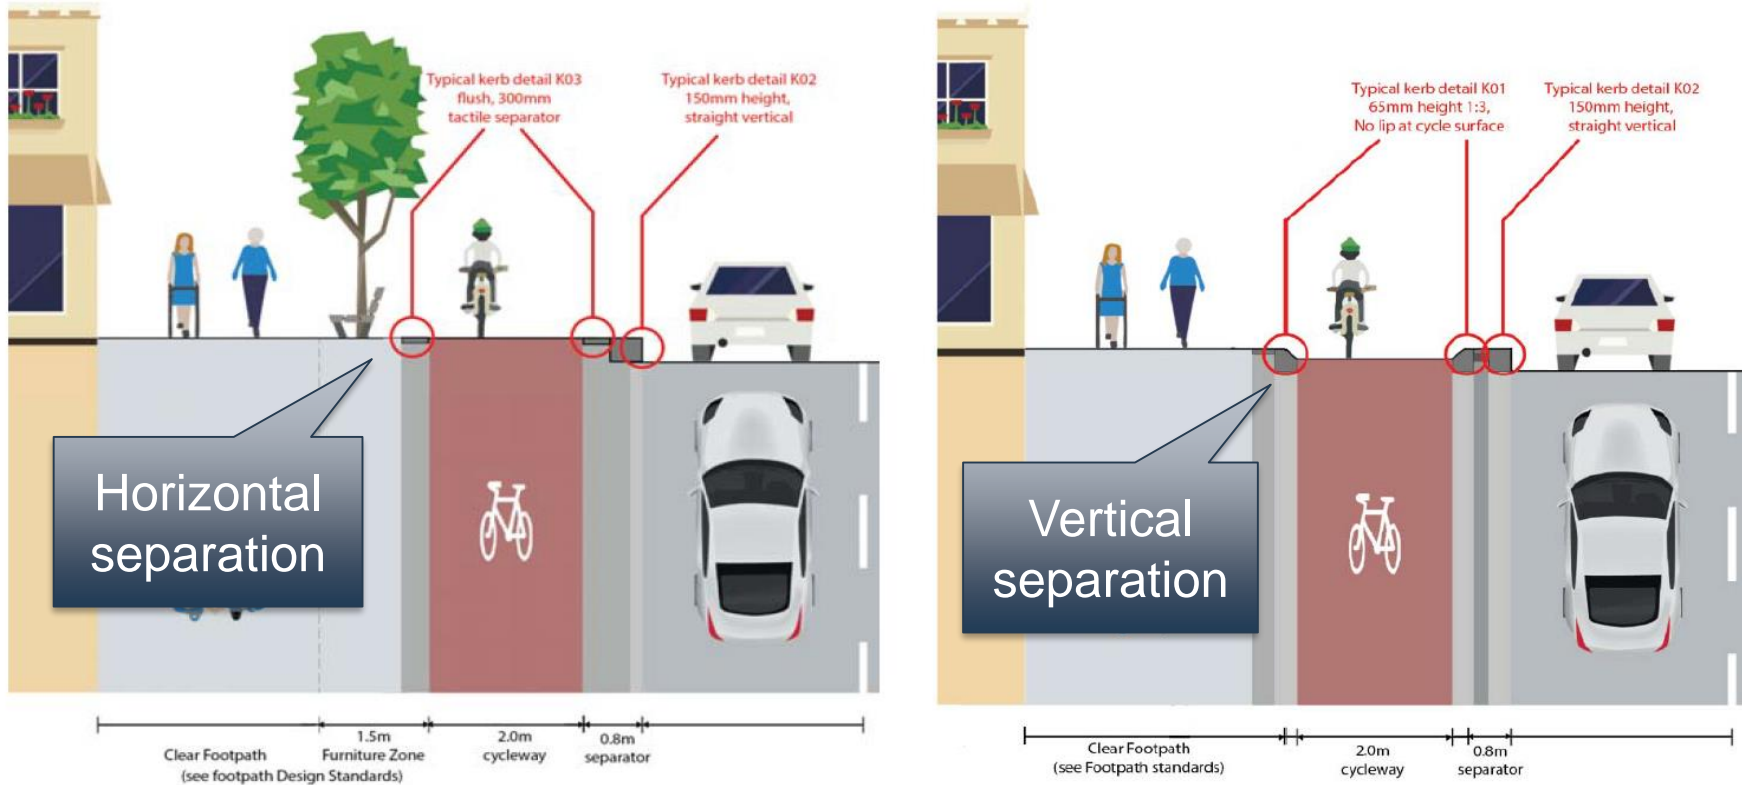 Typical kerb detail K03
flush, 300mm
tactile separator
Typical kerb detail K02
150mm height,
straight vertical
Horizontal
separation
1.5m
Furniture Zone
2.0m
cycleway
0.8m
separator
Clear Footpath
(see footpath Design Standards)
Typical kerb detail K01
65mm height 1:3,
No lip at cycle surface
Typical kerb detail K02
150mm height,
straight vertical
Vertical
separation
Clear Footpath
(see Footpath standards)
2.0m
cycleway
0.8m
separator